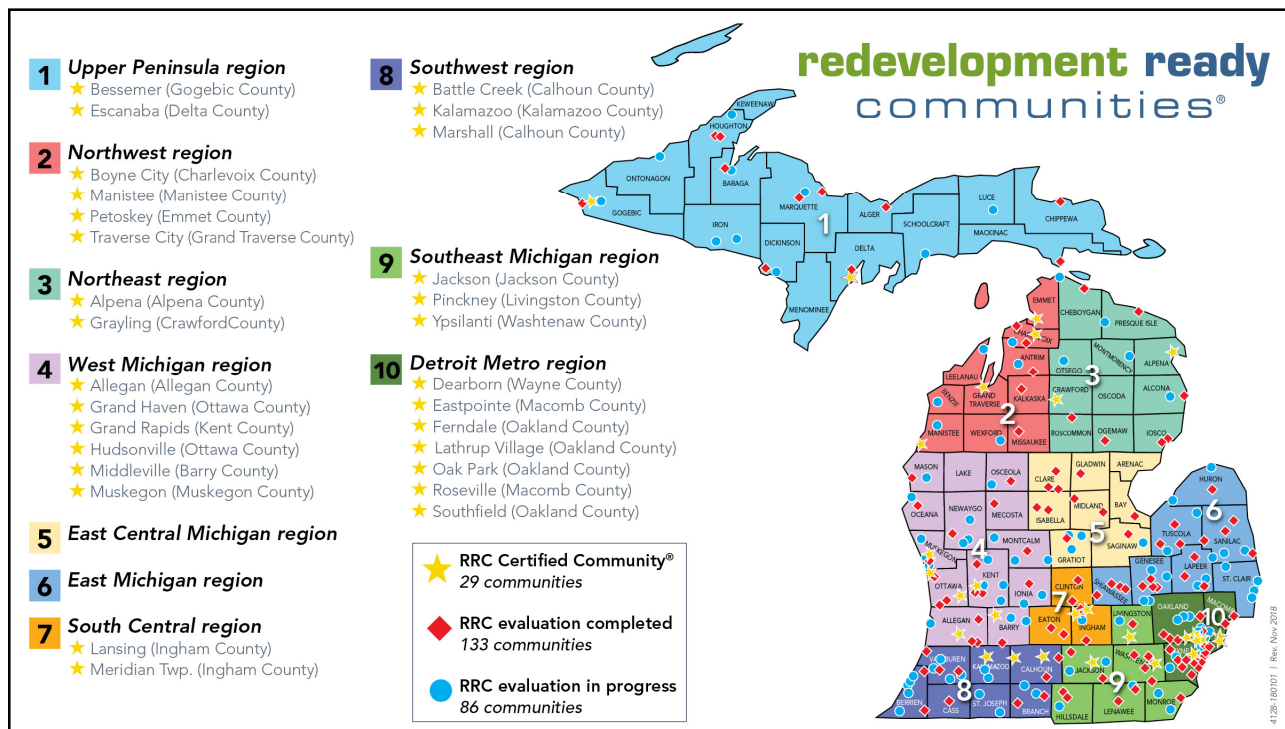 redevelopment ready
communities®
1 Upper Peninsula region
Bessemer (Gogebic County)
Escanaba (Delta County)
2 Northwest region
Boyne City (Charlevoix County)
Manistee (Manistee County)
Petoskey (Emmet County)
Traverse City (Grand Traverse County)
3 Northeast region
Alpena (Alpena County)
Grayling (CrawfordCounty)
4 West Michigan region
Allegan (Allegan County)
Grand Haven (Ottawa County)
Grand Rapids (Kent County)
Hudsonville (Ottawa County)
Middleville (Barry County)
Muskegon (Muskegon County)
5 East Central Michigan region
6 East Michigan region
7 South Central region
Lansing (Ingham County)
Meridian Twp. (Ingham County)
8 Southwest region
Battle Creek (Calhoun County)
Kalamazoo (Kalamazoo County)
Marshall (Calhoun County)
9 Southeast Michigan region
Jackson (Jackson County)
Pinckney (Livingston County)
Ypsilanti (Washtenaw County)
10 Detroit Metro region
Dearborn (Wayne County)
Eastpointe (Macomb County)
Ferndale (Oakland County)
Lathrup Village (Oakland County)
Oak Park (Oakland County)
Roseville (Macomb County)
Southfield (Oakland County)
RRC Certified Community®
29 communities
RRC evaluation completed
133 communities
RRC evaluation in progress
86 communities
KEWEENAW
HOUGHTON
ONTONAGON
BARAGA
GOGEBIC
MARQUETTE
1
ALGER
LUCE
CHIPPEWA
SCHOOLCRAFT
MACKINAC
IRON
DICKINSON
DELTA
MENOMINEE
EMMET
CHEBOYGAN
PRESQUE ISLE
ANTRIM
OTSEGO
MONTMORENCY
ALPENA
3
LEELANAU
BENZIE
GRAND
TRAVERSE
KALKASKA
CRAWFORD
OSCODA
ALCONA
2
MANISTEE
WEXFORD
MISSAUKEE
ROSCOMMON
OGEMAW
IOSCO
MASON
LAKE
OSCEOLA
CLARE
GLADWIN
ARENAC
HURON
OCEANA
NEWAYGO
MECOSTA
ISABELLA
MIDLAND
BAY
6
5
TUSCOLA
SANILAC
MUSKEGON
4
MONTCALM
GRATIOT
SAGINAW
GENESEE
LAPEER
ST. CLAIR
OTTAWA
KENT
IONIA
CLINTON
SHIAWASSEE
7
LIVINGSTON
OAKLAND
MACOMB
10
ALLEGAN
BARRY
EATON
INGHAM
VAN BUREN
KALAMAZOO
CALHOUN
JACKSON
WASHTENAW
WAYNE
8
9
BERRIEN
CASS
ST. JOSEPH
BRANCH
HILLSDALE
LENAWEE
MONROE
4128-180101 | Rev. Nov 2018